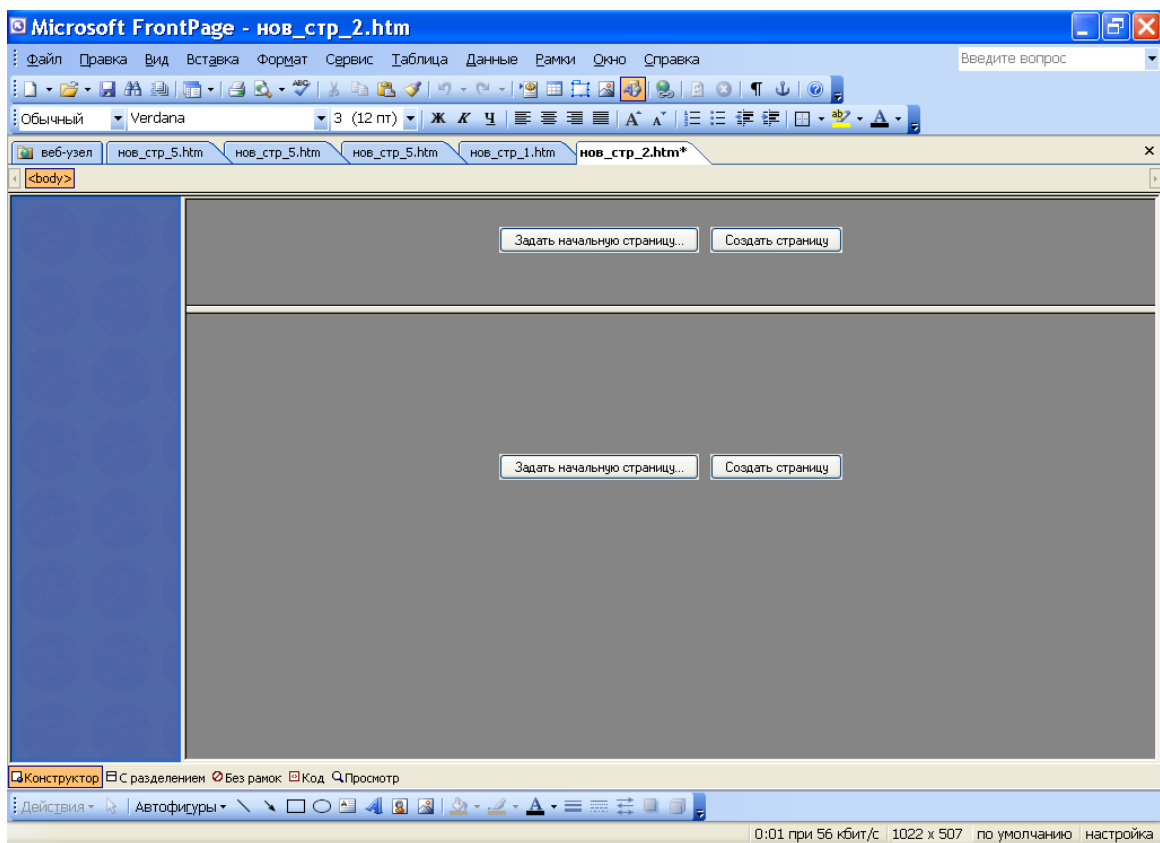 Microsoft FrontPage - нов_стр_2.htm
Файл Правка Вид Вставка Формат Сервис Таблица Данные Рамки Окно Справка Введите вопрос
Обычный Verdana 3 (12 пт) Ж К Ч
веб-узел нов_стр_5.htm нов_стр_5.htm нов_стр_5.htm нов_стр_1.htm нов_стр_2.htm*
<body>
Задать начальную страницу... Создать страницу
Задать начальную страницу... Создать страницу
Конструктор С разделением Без рамок Код Просмотр
Действия Автофигуры
0:01 при 56 кбит/с 1022 x 507 по умолчанию настройка